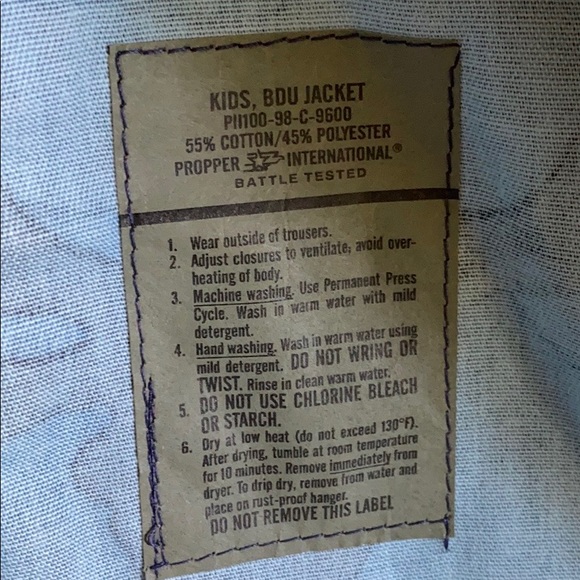 KIDS, BDU JACKET
PII100-98-C-9600
55% COTTON/45% POLYESTER
PROPPER INTERNATIONAL®
BATTLE TESTED
1. Wear outside of trousers.
2. Adjust closures to ventilate; avoid over-
heating of body.
3. Machine washing. Use Permanent Press
Cycle. Wash in warm water with mild
detergent.
4. Hand washing. Wash in warm water using
mild detergent. DO NOT WRING OR
TWIST. Rinse in clean warm water.
5. DO NOT USE CHLORINE BLEACH
OR STARCH.
6. Dry at low heat (do not exceed 130°F).
After drying, tumble at room temperature
for 10 minutes. Remove immediately from
dryer. To drip dry, remove from water and
place on rust-proof hanger.
DO NOT REMOVE THIS LABEL